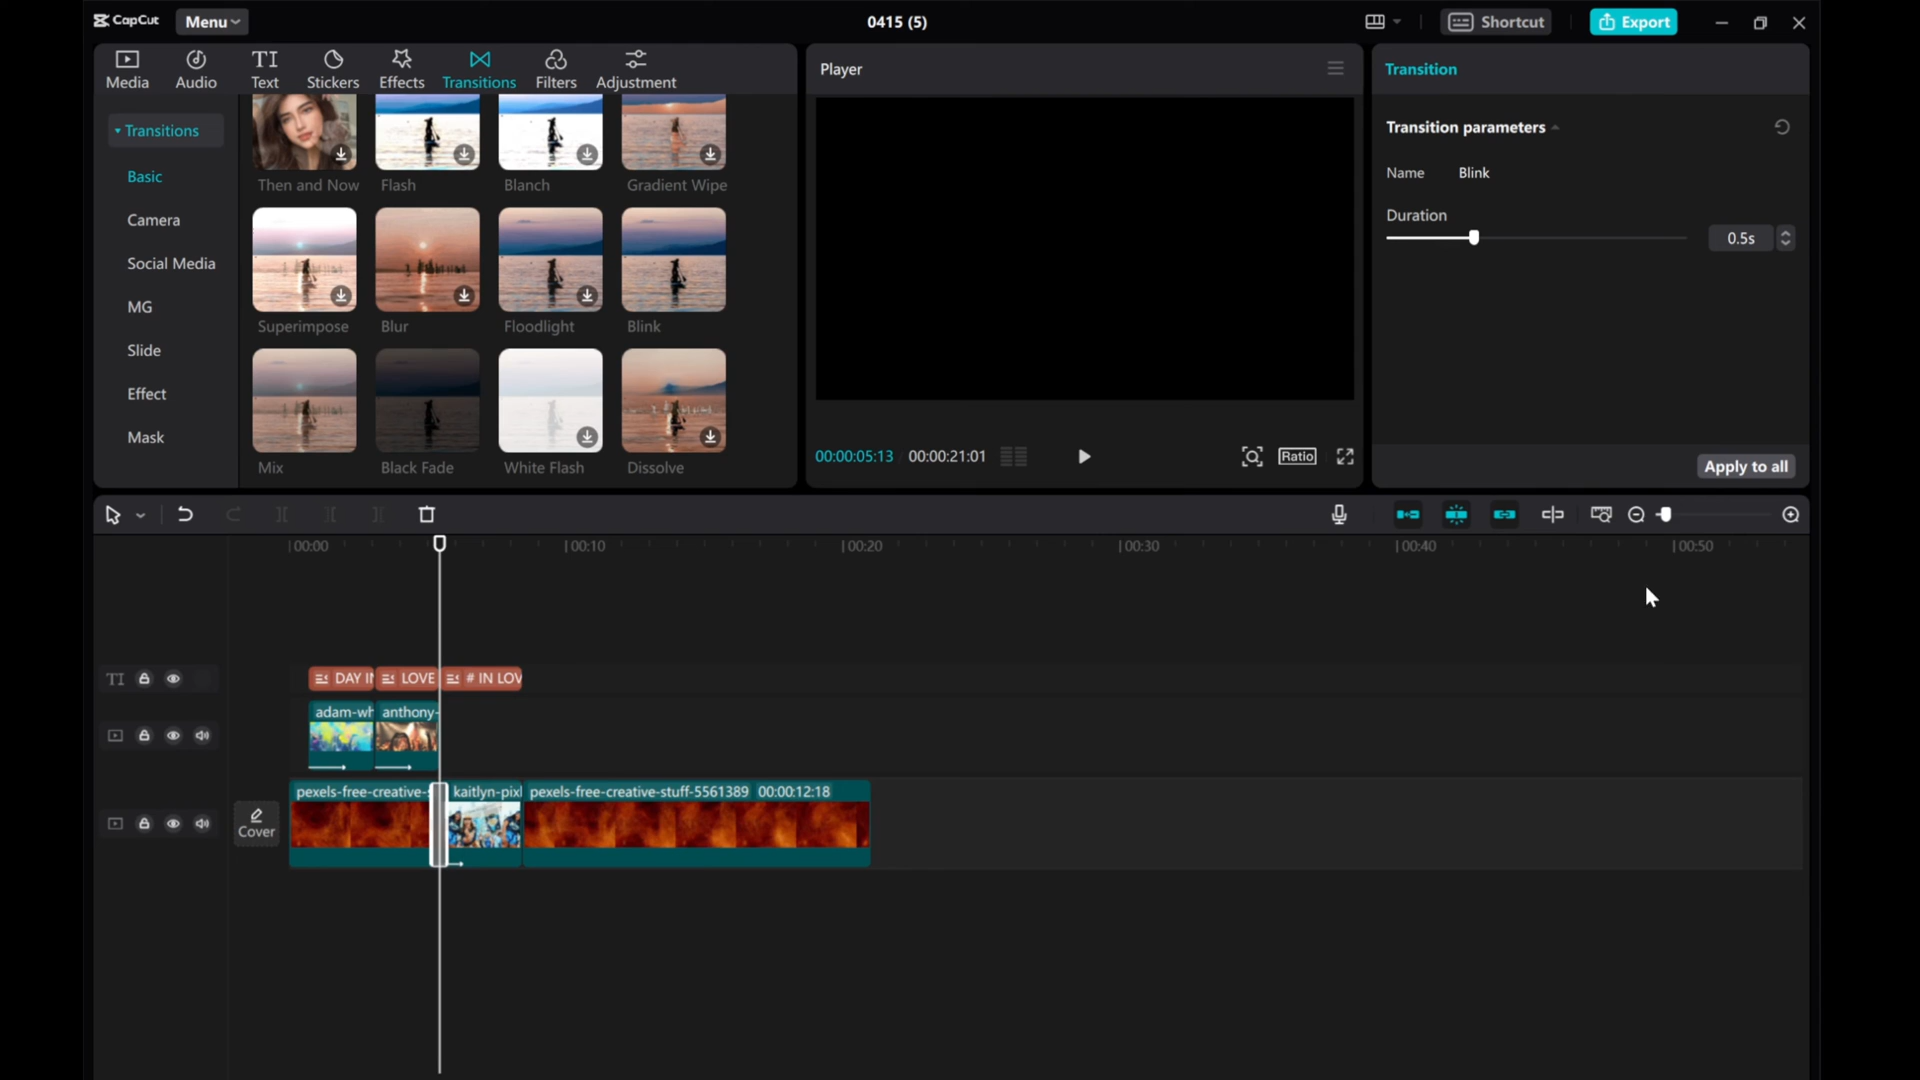 CapCut
Menu
0415 (5)
Shortcut
Export
Media
Audio
TI
Text
Stickers
Effects
Transitions
Filters
Adjustment
Transitions
Basic
Camera
Social Media
MG
Slide
Effect
Mask
Then and Now
Flash
Blanch
Gradient Wipe
Superimpose
Blur
Floodlight
Blink
Mix
Black Fade
White Flash
Dissolve
Player
00:00:05:13
00:00:21:01
Ratio
Transition
Transition parameters
Name
Blink
Duration
0.5s
Apply to all
00:00
00:10
00:20
00:30
00:40
00:50
TI
DAY IN
LOVE
# IN LOV
adam-wh
anthony-
Cover
pexels-free-creative-s
kaitlyn-pixl
pexels-free-creative-stuff-5561389
00:00:12:18